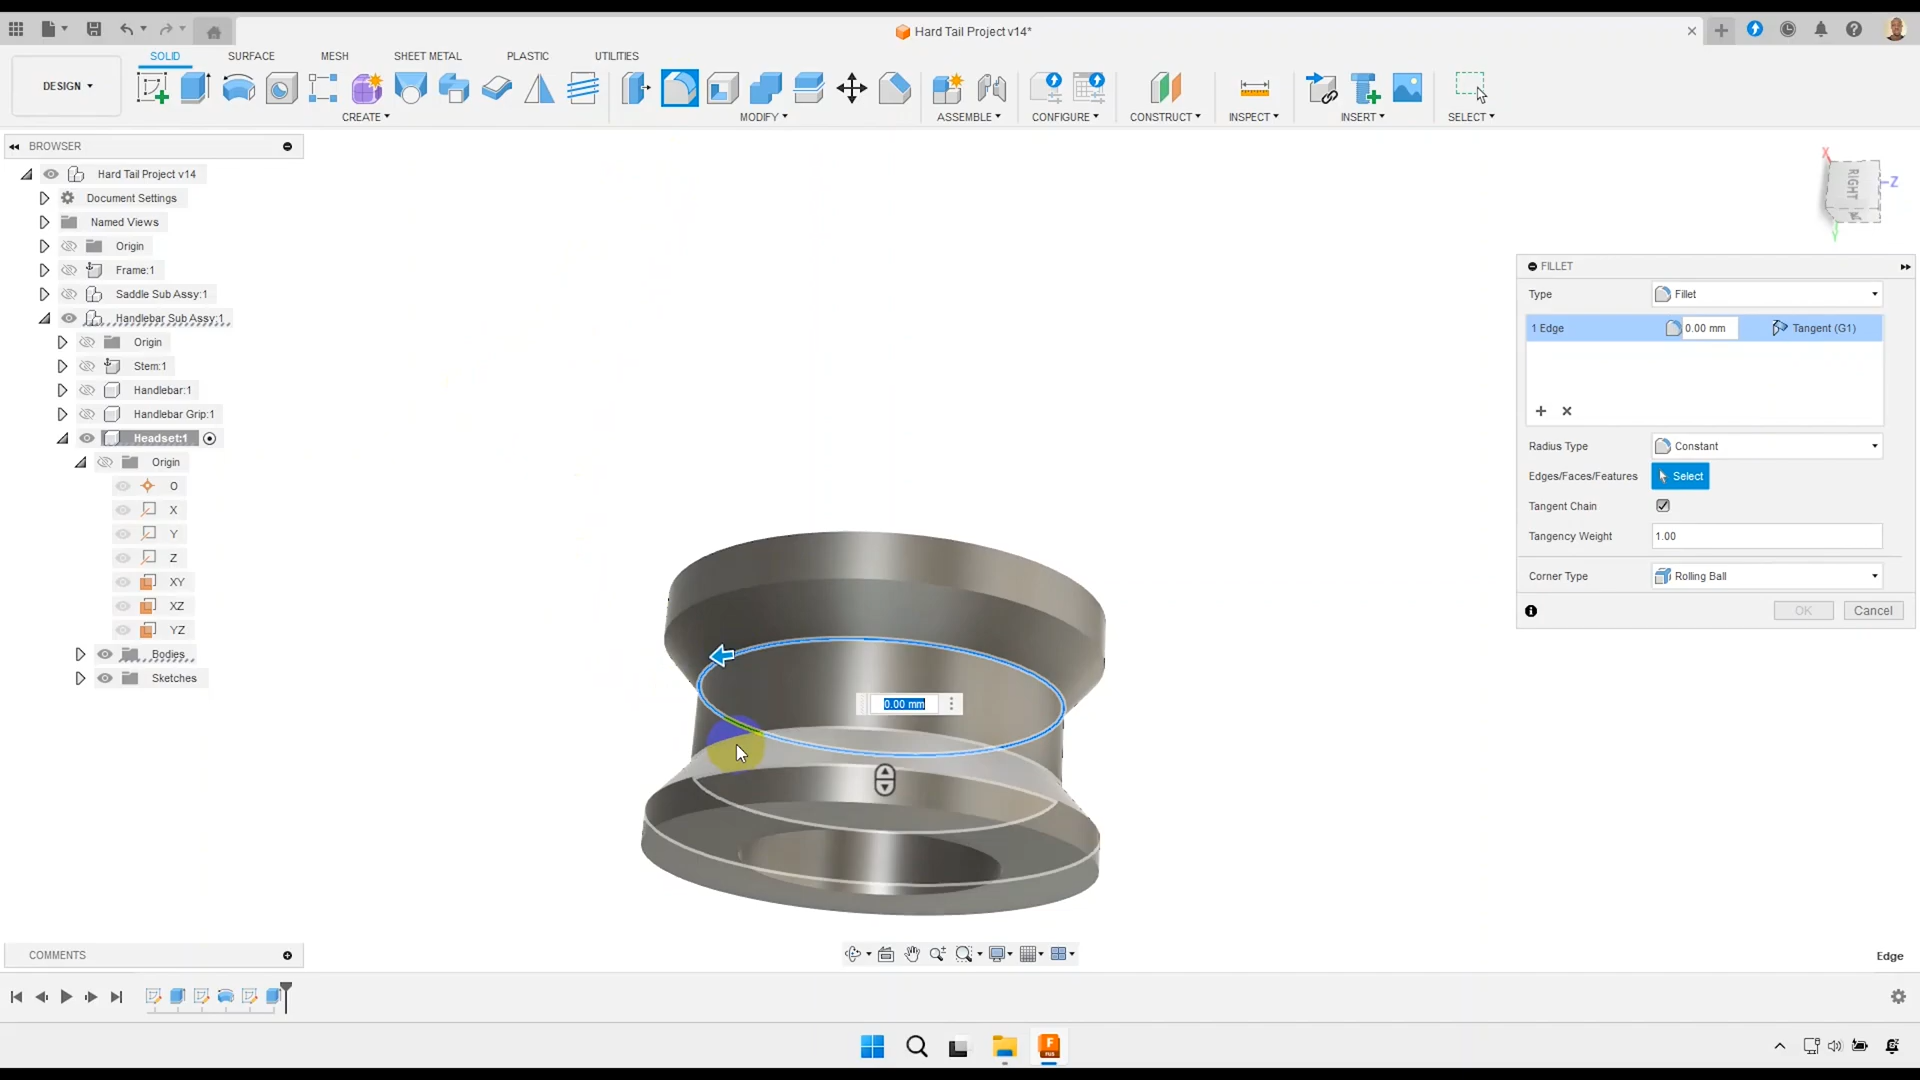 Hard Tail Project v14*
DESIGN
SOLID
SURFACE
MESH
SHEET METAL
PLASTIC
UTILITIES
CREATE
MODIFY
ASSEMBLE
CONFIGURE
CONSTRUCT
INSPECT
INSERT
SELECT
BROWSER
Hard Tail Project v14
Document Settings
Named Views
Origin
Frame:1
Saddle Sub Assy:1
Handlebar Sub Assy:1
Origin
Stem:1
Handlebar:1
Handlebar Grip:1
Headset:1
Origin
O
X
Y
Z
XY
XZ
YZ
Bodies
Sketches
X
RIGHT
Z
Y
FILLET
Type Fillet
1 Edge 0.00 mm Tangent (G1)
Radius Type Constant
Edges/Faces/Features Select
Tangent Chain
Tangency Weight 1.00
Corner Type Rolling Ball
OK Cancel
0.00 mm
COMMENTS
Edge